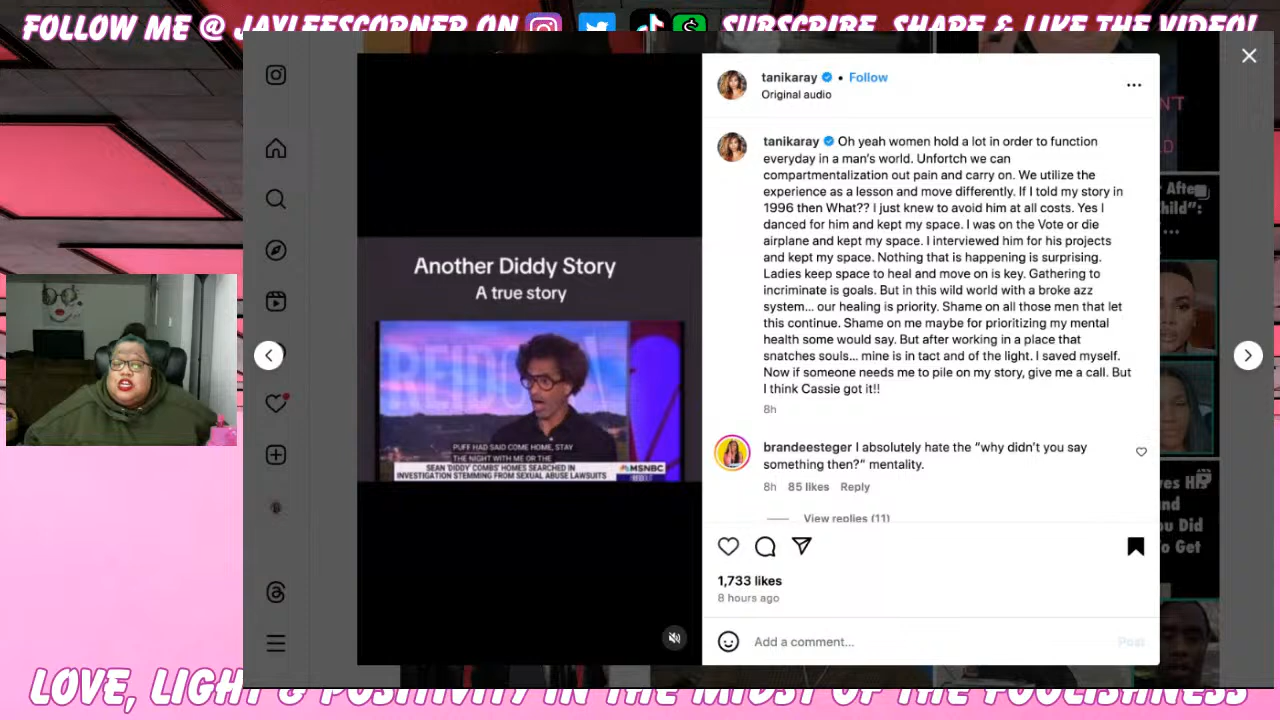 FOLLOW ME @ JAYLEESCORNER ON
SUBSCRIBE, SHARE & LIKE THE VIDEO!
tanikaray • Follow
Original audio
tanikaray Oh yeah women hold a lot in order to function
everyday in a man's world. Unfortch we can
compartmentalization out pain and carry on. We utilize the
experience as a lesson and move differently. If I told my story in
1996 then What?? I just knew to avoid him at all costs. Yes I
danced for him and kept my space. I was on the Vote or die
airplane and kept my space. I interviewed him for his projects
and kept my space. Nothing that is happening is surprising.
Ladies keep space to heal and move on is key. Gathering to
incriminate is goals. But in this wild world with a broke azz
system... our healing is priority. Shame on all those men that let
this continue. Shame on me maybe for prioritizing my mental
health some would say. But after working in a place that
snatches souls... mine is in tact and of the light. I saved myself.
Now if someone needs me to pile on my story, give me a call. But
I think Cassie got it!!
8h
brandeesteger I absolutely hate the "why didn't you say
something then?" mentality.
8h 85 likes Reply
View replies (11)
1,733 likes
8 hours ago
Add a comment...
Post
Another Diddy Story
A true story
REIDOUT
PUFF HAD SAID COME HOME, STAY
THE NIGHT WITH ME OR THE
SEAN 'DIDDY' COMBS' HOMES SEARCHED IN
INVESTIGATION STEMMING FROM SEXUAL ABUSE LAWSUITS
MSNBC
After
hild":
es His
nd
u Did
o Get
LOVE, LIGHT & POSITIVITY IN THE MIDST OF THE FOOLISHNESS